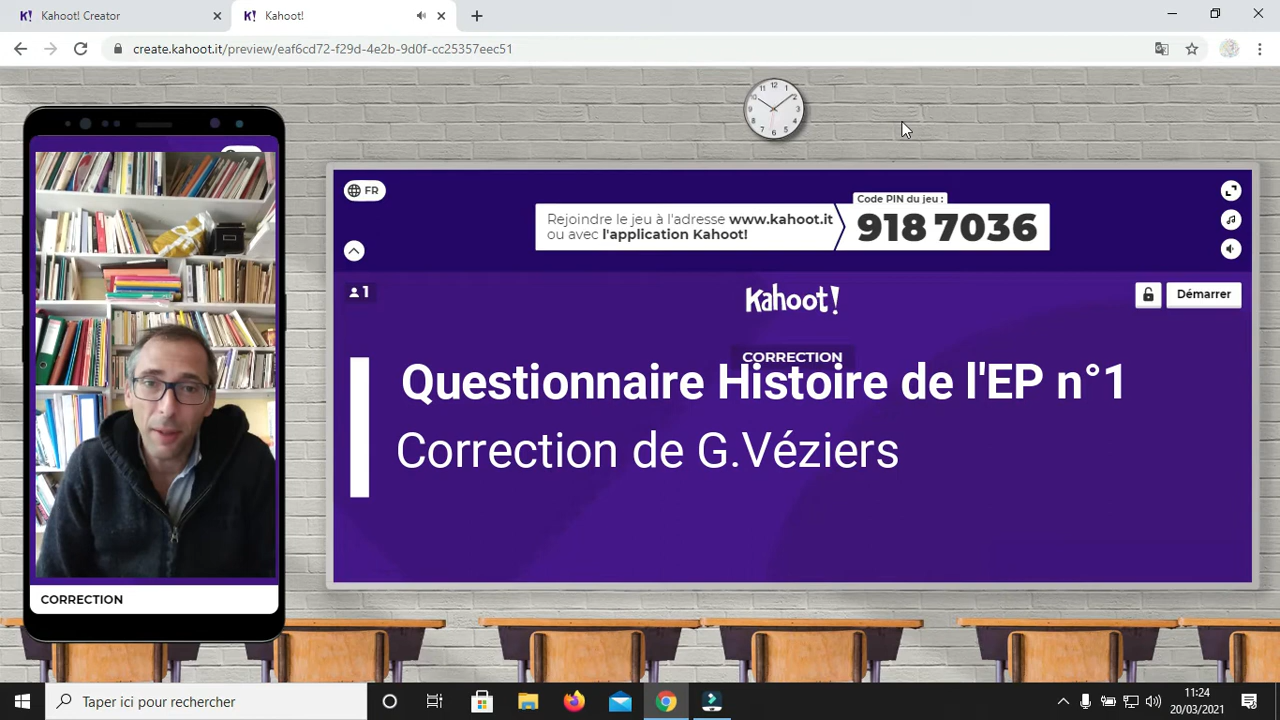 Kahoot! Creator
Kahoot!
create.kahoot.it/preview/eaf6cd72-f29d-4e2b-9d0f-cc25357eec51
FR
Rejoindre le jeu à l'adresse www.kahoot.it
ou avec l'application Kahoot!
Code PIN du jeu :
918 7036
1
Kahoot!
Démarrer
CORRECTION
Questionnaire Histoire de l'EP n°1
Correction de G.Véziers
CORRECTION
Taper ici pour rechercher
11:24
20/03/2021